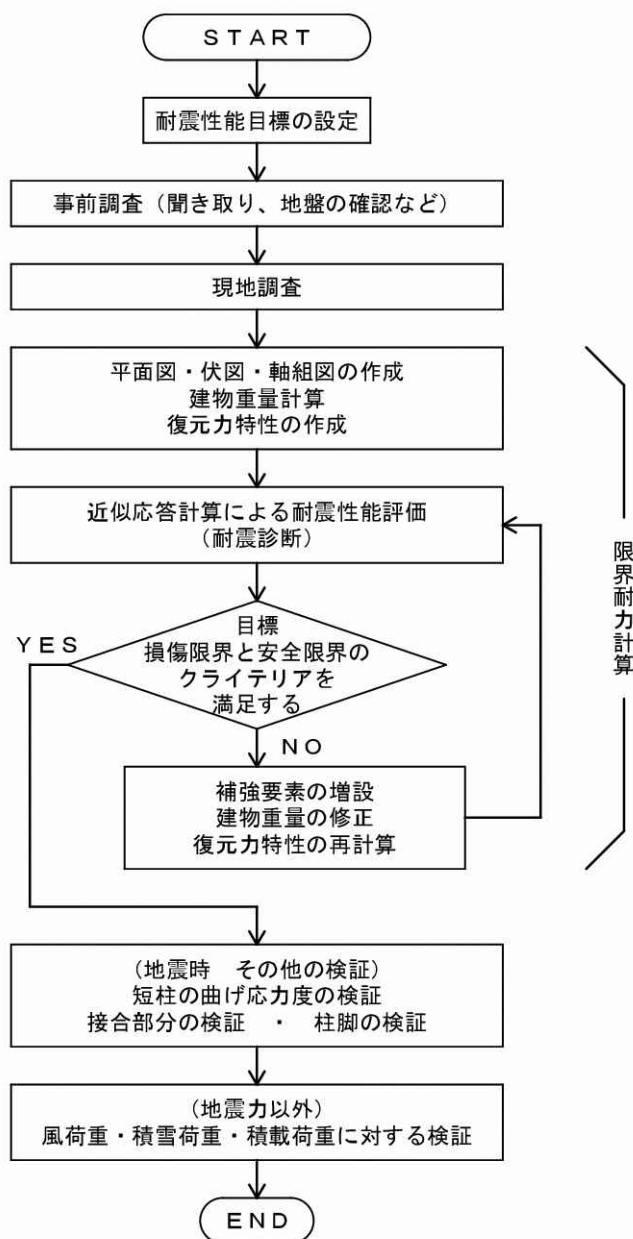 START
耐震性能目標の設定
事前調査（聞き取り、地盤の確認など）
現地調査
平面図・伏図・軸組図の作成
建物重量計算
復元力特性の作成
近似応答計算による耐震性能評価
（耐震診断）
目標
損傷限界と安全限界の
クライテリアを
満足する
YES
NO
補強要素の増設
建物重量の修正
復元力特性の再計算
限界耐力計算
（地震時　その他の検証）
短柱の曲げ応力度の検証
接合部分の検証　・　柱脚の検証
（地震力以外）
風荷重・積雪荷重・積載荷重に対する検証
END